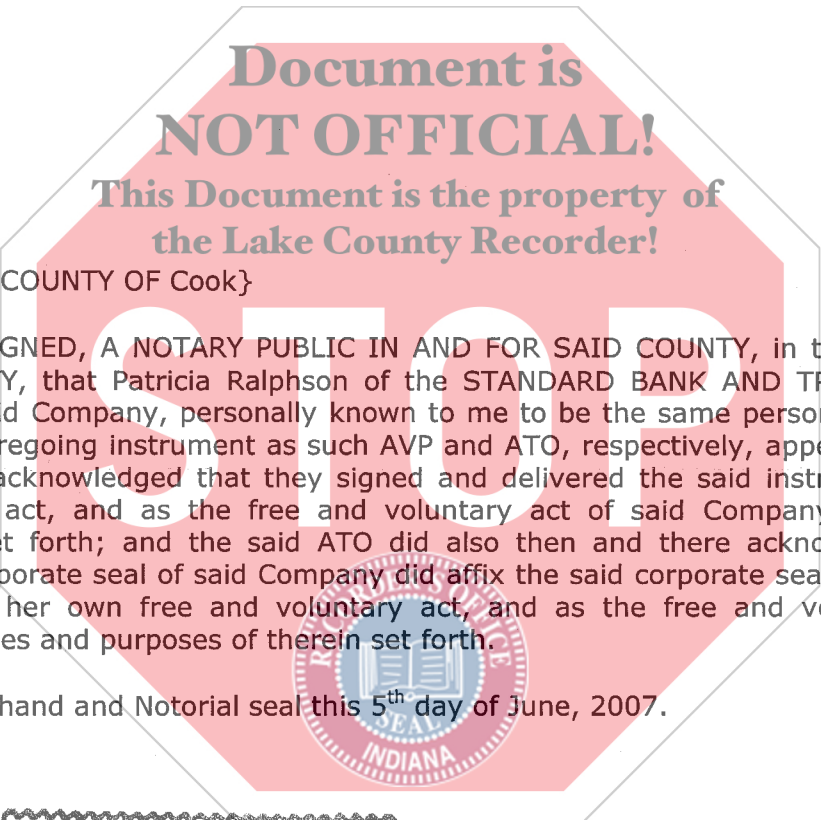 Document is
NOT OFFICIAL!
This Document is the property of
the Lake County Recorder!
COUNTY OF Cook}
STOP
GNED, A NOTARY PUBLIC IN AND FOR SAID COUNTY, in t
Y, that Patricia Ralphson of the STANDARD BANK AND TR
d Company, personally known to me to be the same person
regoing instrument as such AVP and ATO, respectively, appe
acknowledged that they signed and delivered the said instr
act, and as the free and voluntary act of said Company
t forth; and the said ATO did also then and there ackno
porate seal of said Company did affix the said corporate sea
her own free and voluntary act, and as the free and vo
es and purposes of therein set forth.
hand and Notorial seal this 5th day of June, 2007.
RECORDER'S OFFICE
SEAL
INDIANA